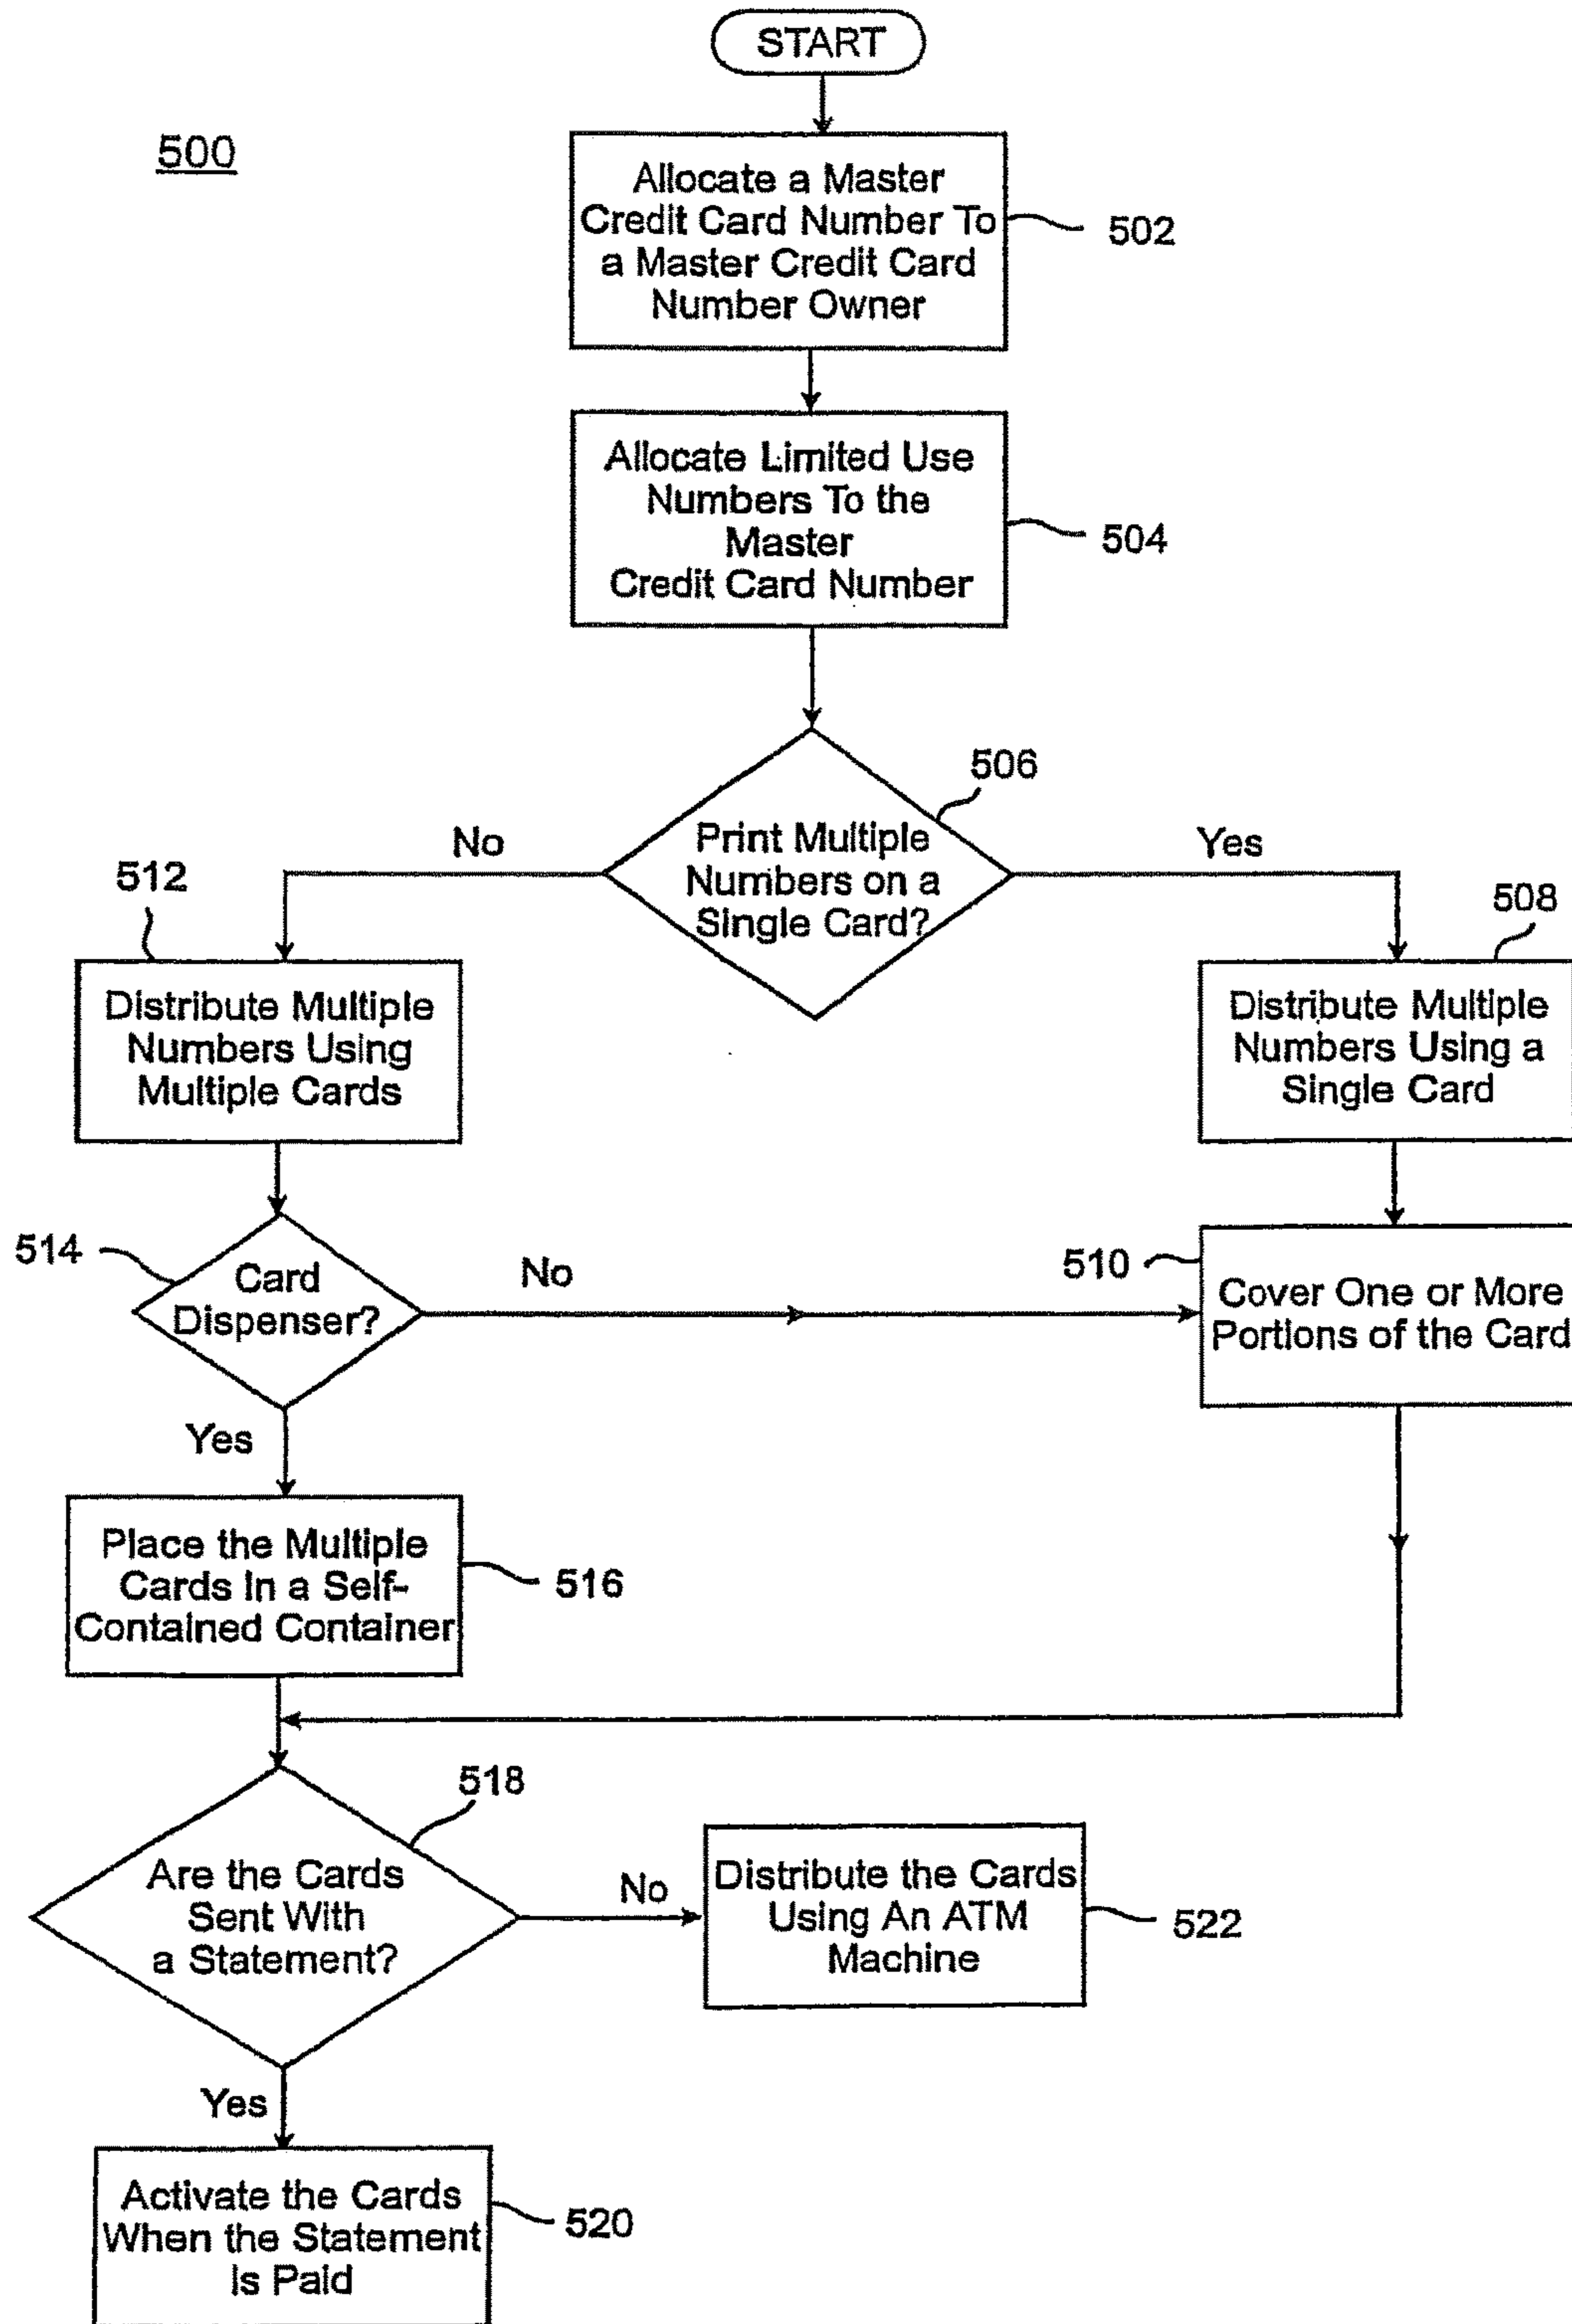 START
500
Allocate a Master
Credit Card Number To
a Master Credit Card
Number Owner
502
Allocate Limited Use
Numbers To the
Master
Credit Card Number
504
506
Print Multiple
Numbers on a
Single Card?
No
Yes
512
508
Distribute Multiple
Numbers Using
Multiple Cards
Distribute Multiple
Numbers Using a
Single Card
514
Card
Dispenser?
No
510
Cover One or More
Portions of the Card
Yes
Place the Multiple
Cards In a Self-
Contained Container
516
518
Are the Cards
Sent With
a Statement?
No
Distribute the Cards
Using An ATM
Machine
522
Yes
Activate the Cards
When the Statement
Is Paid
520